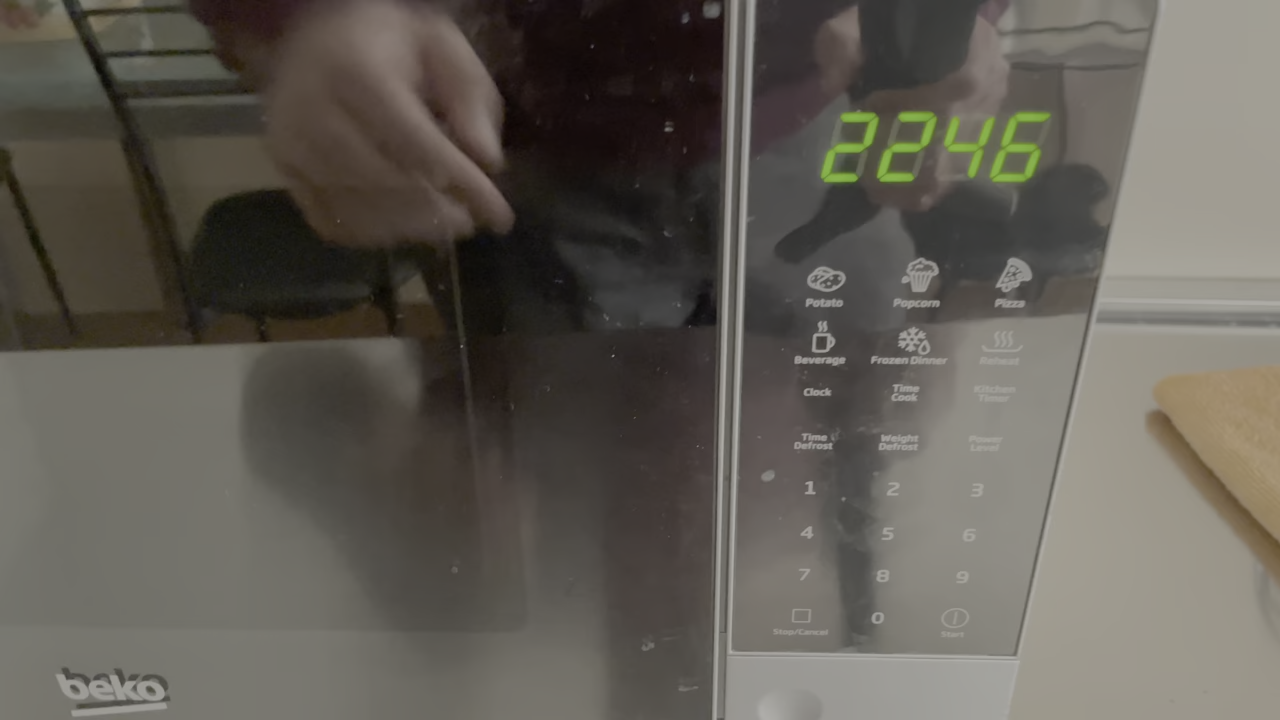 2246
Potato Popcorn Pizza
Beverage Frozen Dinner Reheat
Clock Time Cook Kitchen Timer
Time Defrost Weight Defrost Power Level
1 2 3
4 5 6
7 8 9
0
Stop/Cancel Start
beko